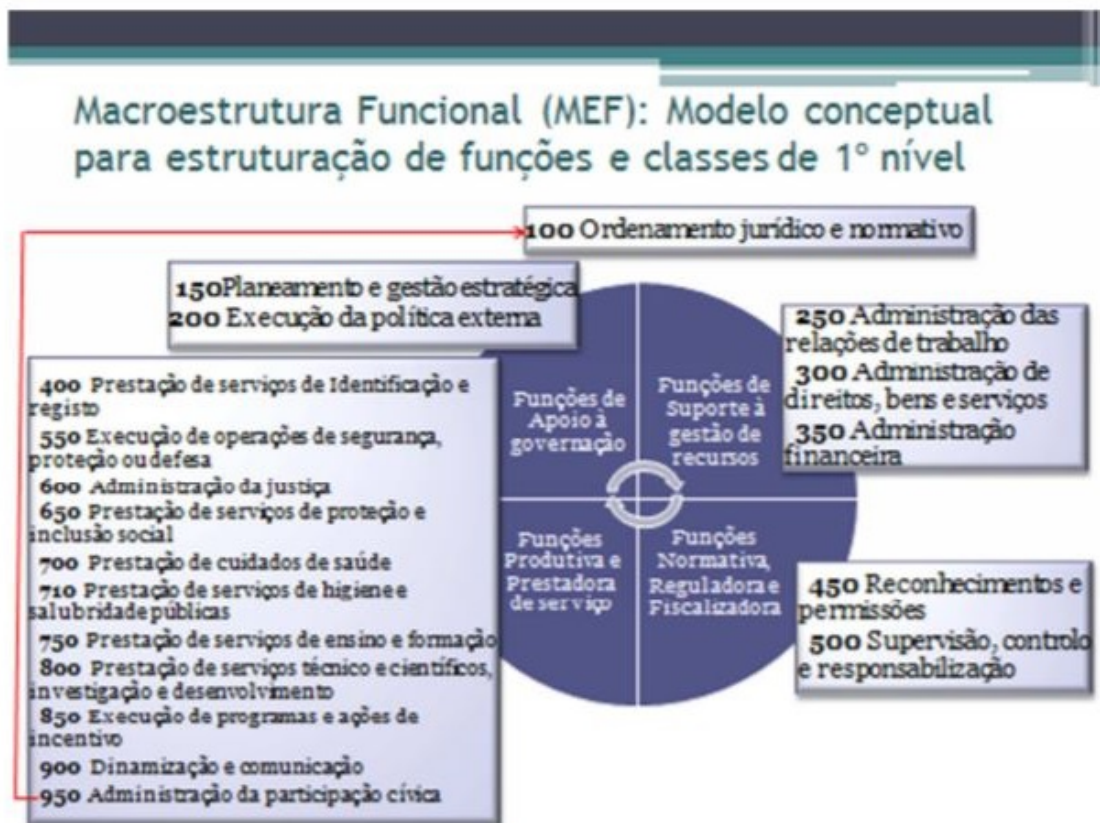 Macroestrutura Funcional (MEF): Modelo conceptual
para estruturação de funções e classes de 1º nível
100 Ordenamento jurídico e normativo
150Planeamento e gestão estratégica
200 Execução da política externa
250 Administração das
relações de trabalho
300 Administração de
direitos, bens e serviços
350 Administração
financeira
400 Prestação de serviços de Identificação e
registo
550 Execução de operações de segurança,
proteção ou defesa
600 Administração da justiça
650 Prestação de serviços de proteção e
inclusão social
700 Prestação de cuidados de saúde
710 Prestação de serviços de higiene e
salubridade públicas
750 Prestação de serviços de ensino e formação
800 Prestação de serviços técnico e científicos,
investigação e desenvolvimento
850 Execução de programas e ações de
incentivo
900 Dinamização e comunicação
950 Administração da participação cívica
Funções de
Apoio à
governação
Funções de
Suporte à
gestão de
recursos
Funções
Produtiva e
Prestadora
de serviço
Funções
Normativa,
Reguladora e
Fiscalizadora
450 Reconhecimentos e
permissões
500 Supervisão, controlo
e responsabilização